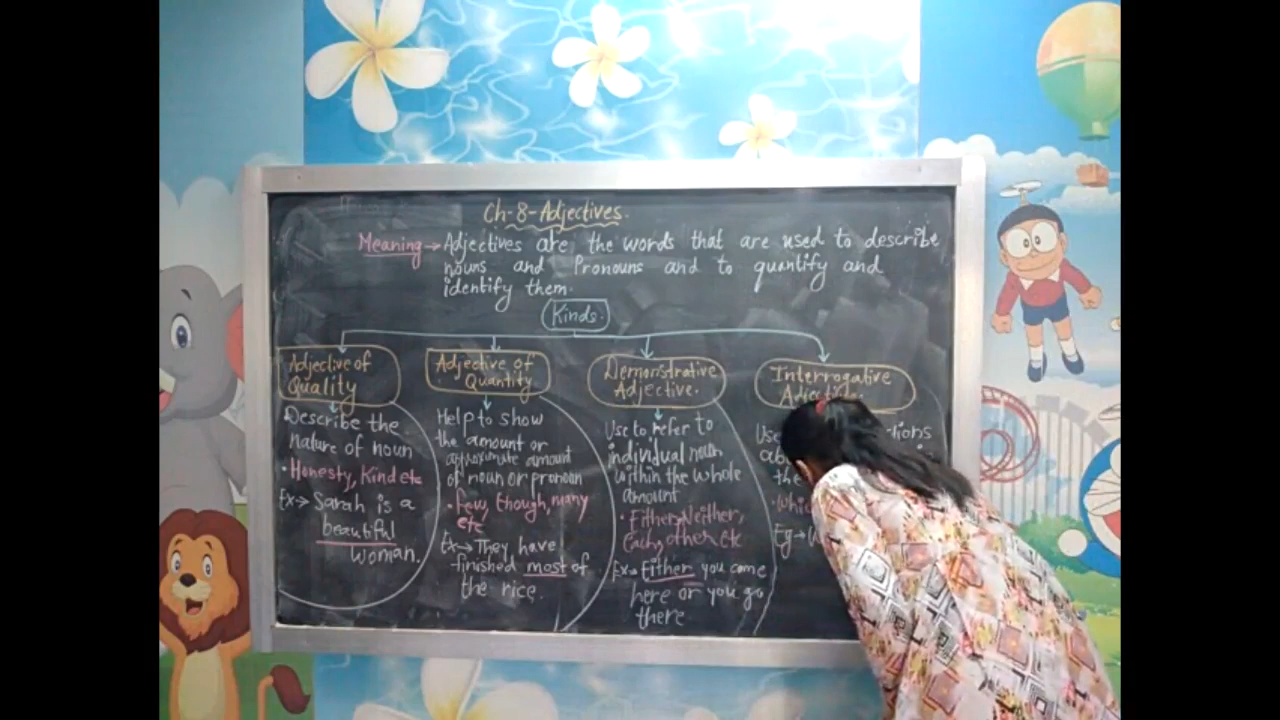 Ch-8-Adjectives.
Meaning→Adjectives are the words that are used to describe
nouns and Pronouns and to quantify and
identify them.
Kinds.
Adjective of
Quality
Describe the
nature of noun
• Honesty, Kind etc
Ex→ Sarah is a
beautiful
woman.
Adjective of
Quantity
Help to show
the amount or
approximate amount
of noun or pronoun
• Few, though, many
etc
Ex→ They have
finished most of
the rice.
Demonistrative
Adjective.
Use to refer to
individual noun
within the whole
amount
• Either, Neither,
Each, other etc
Ex→ Either you come
here or you go
there
Interrogative
Use
the
Eg→